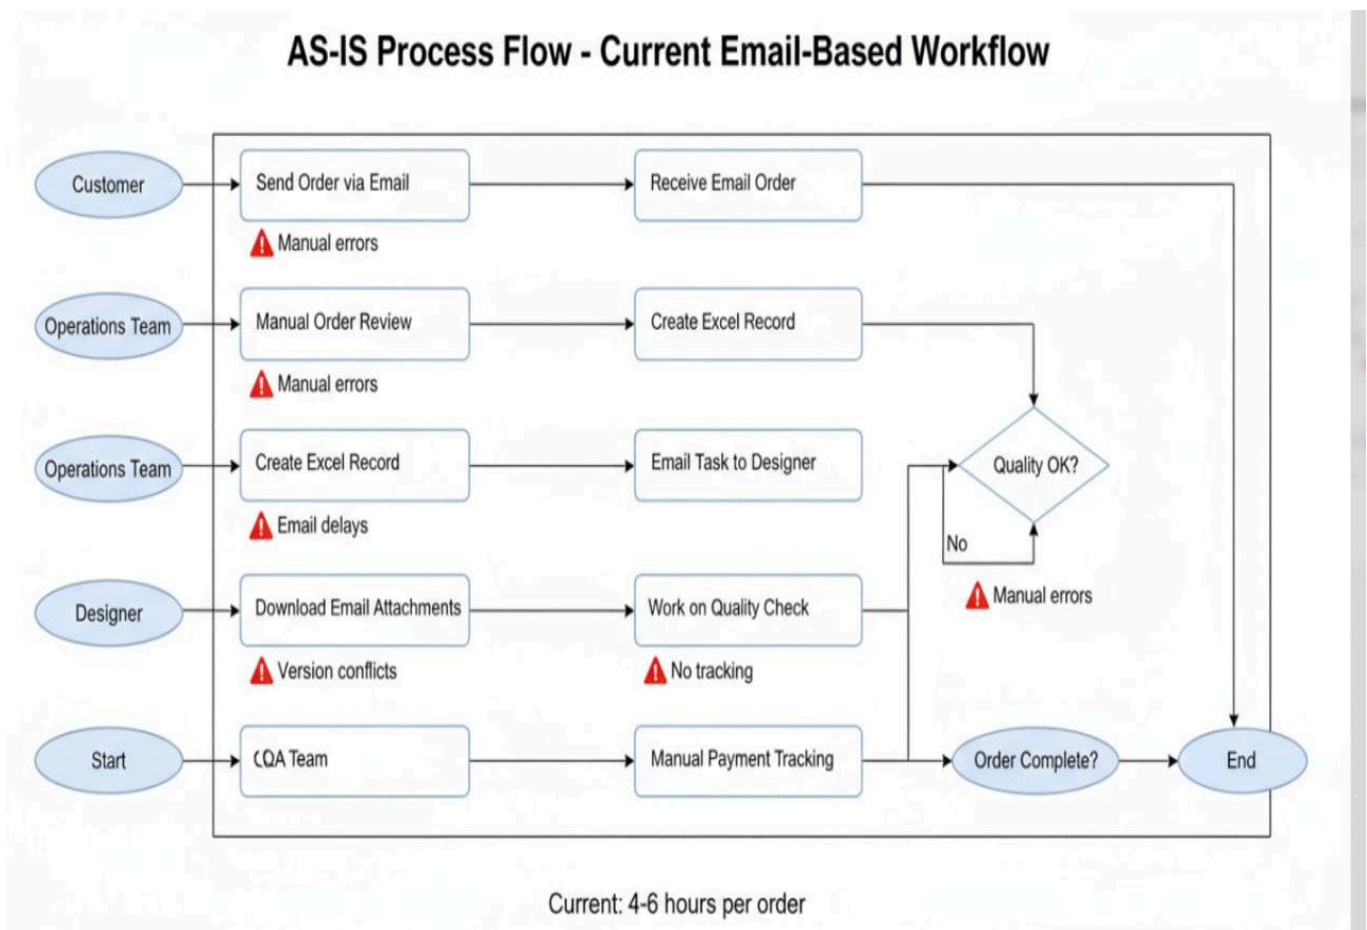 AS-IS Process Flow - Current Email-Based Workflow
Customer
Send Order via Email
Receive Email Order
Manual errors
Operations Team
Manual Order Review
Create Excel Record
Manual errors
Operations Team
Create Excel Record
Email Task to Designer
Quality OK?
Email delays
No
Manual errors
Designer
Download Email Attachments
Work on Quality Check
Version conflicts
No tracking
Start
CQA Team
Manual Payment Tracking
Order Complete?
End
Current: 4-6 hours per order